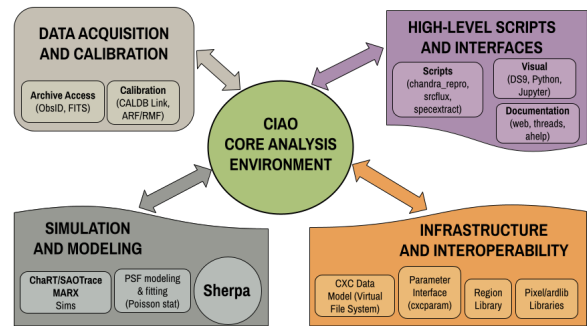 DATA ACQUISITION
AND CALIBRATION
Archive Access
(ObsID, FITS)
Calibration
(CALDB Link,
ARF/RMF)
HIGH-LEVEL SCRIPTS
AND INTERFACES
Scripts
(chandra_repro,
srcflux,
specextract)
Visual
(DS9, Python,
Jupyter)
Documentation
(web, threads,
ahelp)
CIAO
CORE ANALYSIS
ENVIRONMENT
SIMULATION
AND MODELING
ChaRT/SAOTrace
MARX
Sims
PSF modeling
& fitting
(Poisson stat)
Sherpa
INFRASTRUCTURE
AND INTEROPERABILITY
CXC Data
Model (Virtual
File System)
Parameter
Interface
(cxcparam)
Region
Library
Pixel/ardlib
Libraries